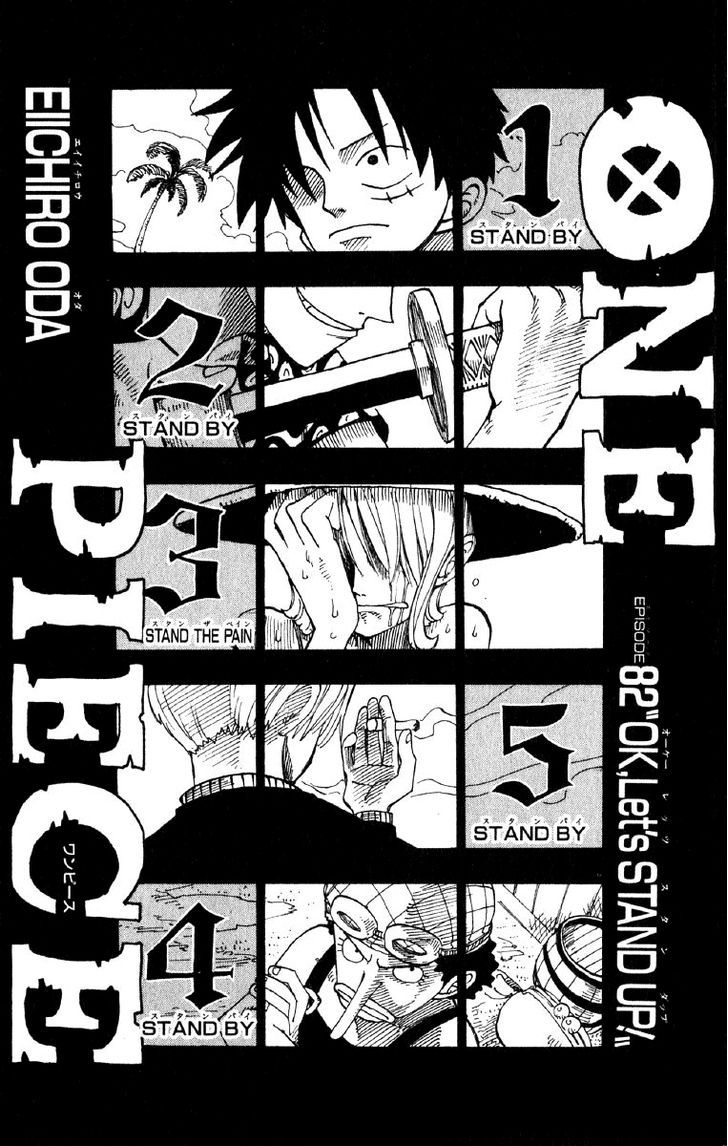 ONE PIECE
ワンピース
EIICHIRO ODA
エイイチロウ オダ
EPISODE 82 "OK, Let's STAND UP!"
オーケー レッツ スタン ダップ
1
スタンバイ
STAND BY
2
スタンバイ
STAND BY
3
スタン ザ ペイン
STAND THE PAIN
5
スタンバイ
STAND BY
4
スタンバイ
STAND BY